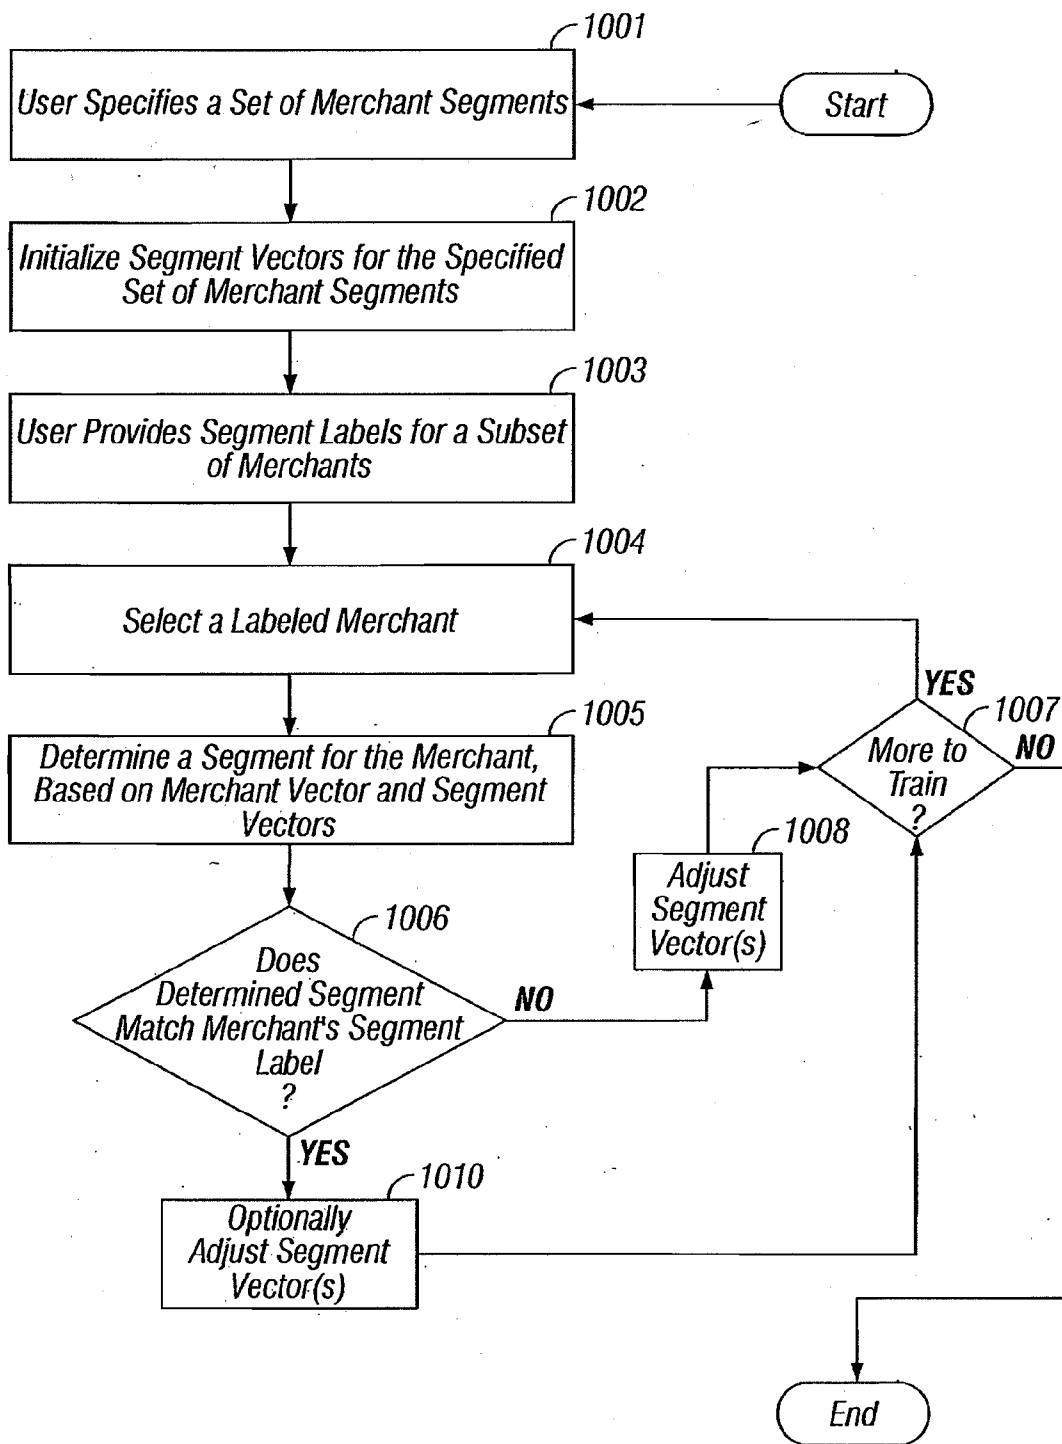 1001
User Specifies a Set of Merchant Segments
Start
1002
Initialize Segment Vectors for the Specified
Set of Merchant Segments
1003
User Provides Segment Labels for a Subset
of Merchants
1004
Select a Labeled Merchant
YES
1005
1007
Determine a Segment for the Merchant,
Based on Merchant Vector and Segment
Vectors
More to
Train
?
NO
1008
Adjust
Segment
Vector(s)
1006
Does
Determined Segment
Match Merchant's Segment
Label
?
NO
YES
1010
Optionally
Adjust Segment
Vector(s)
End